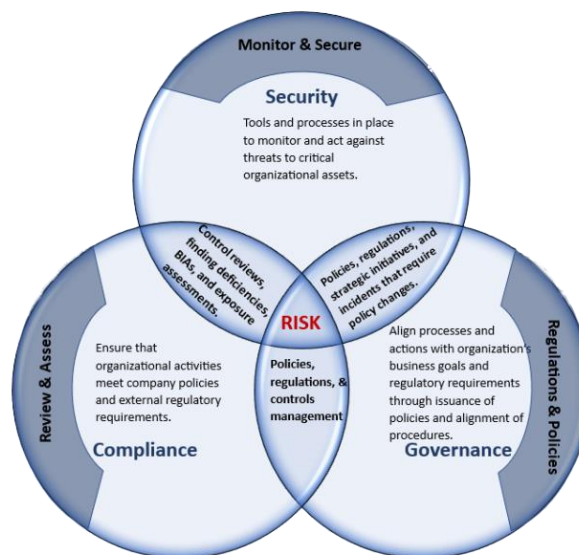 Monitor & Secure
Security
Tools and processes in place
to monitor and act against
threats to critical
organizational assets.
Control reviews,
finding deficiencies,
BIAs, and exposure
assessments.
Policies, regulations,
strategic initiatives, and
incidents that require
policy changes.
RISK
Review & Assess
Ensure that
organizational activities
meet company policies
and external regulatory
requirements.
Compliance
Policies,
regulations, &
controls
management
Align processes and
actions with organization's
business goals and
regulatory requirements
through issuance of
policies and alignment of
procedures.
Governance
Regulations & Policies